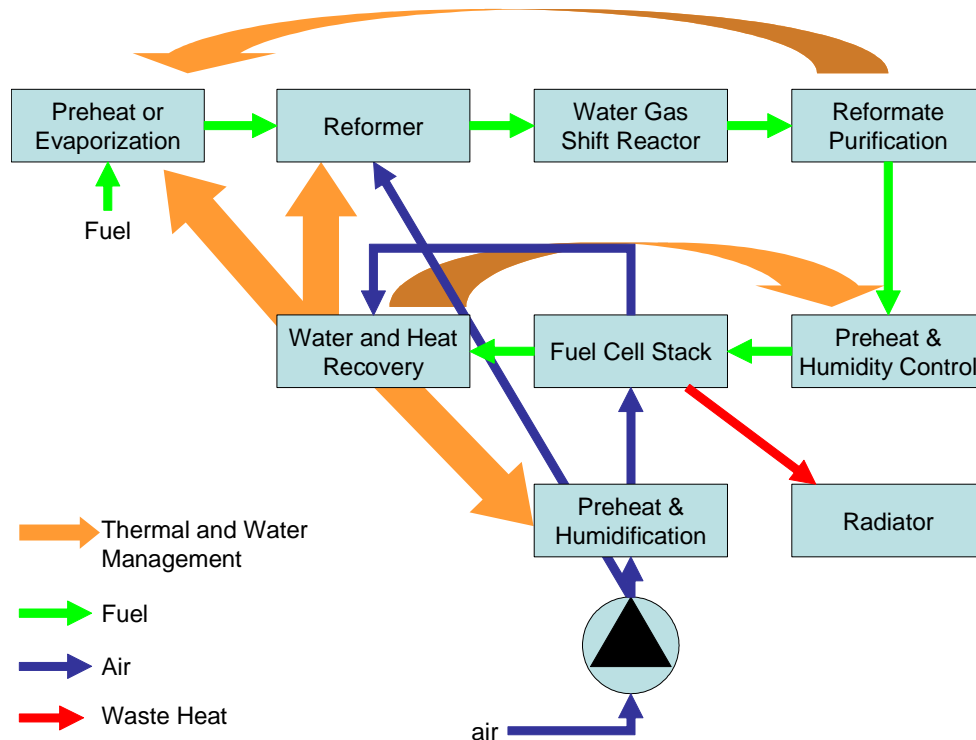 Preheat or
Evaporization
Reformer
Water Gas
Shift Reactor
Reformate
Purification
Fuel
Water and Heat
Recovery
Fuel Cell Stack
Preheat &
Humidity Control
Preheat &
Humidification
Radiator
Thermal and Water
Management
Fuel
Air
Waste Heat
air